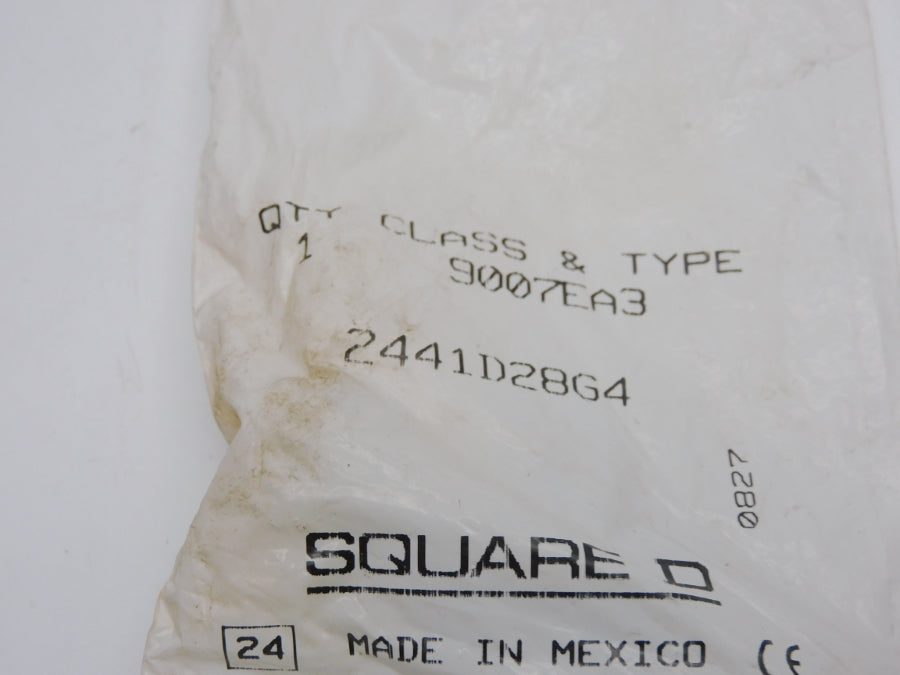 QTY CLASS & TYPE
1 9007EA3
2441D28G4
0827
SQUARE D
24 MADE IN MEXICO CE